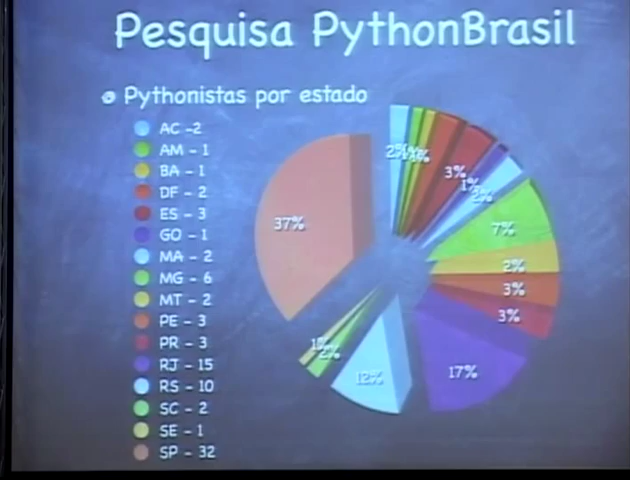 Pesquisa PythonBrasil
Pythonistas por estado
AC -2
AM - 1
BA - 1
DF - 2
ES - 3
GO - 1
MA - 2
MG - 6
MT - 2
PE - 3
PR - 3
RJ - 15
RS - 10
SC - 2
SE - 1
SP - 32
2%
3%
1%
2%
7%
2%
3%
3%
17%
12%
2%
1%
37%